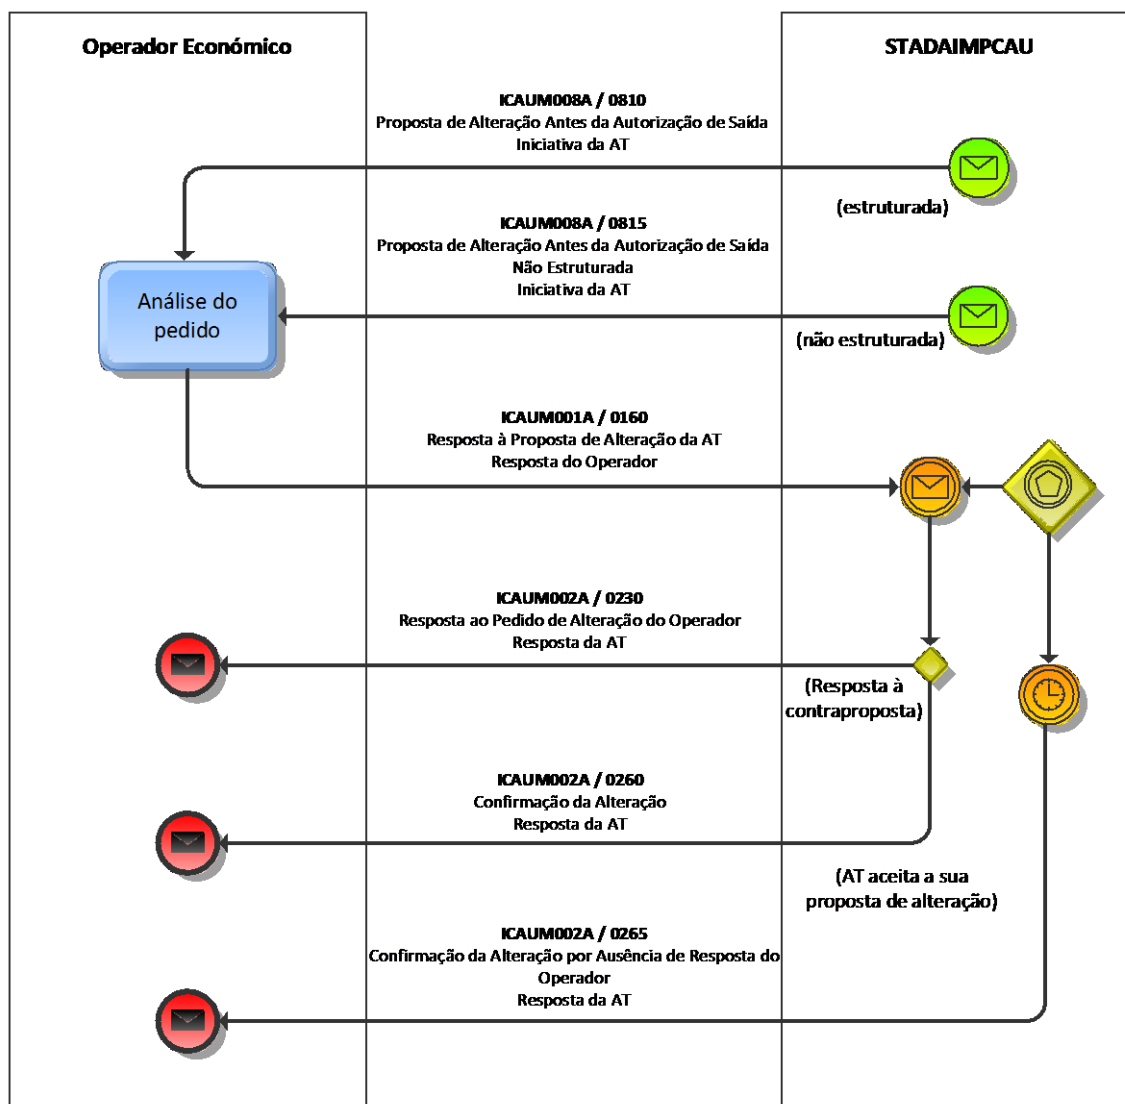 Operador Económico
STADAIMPCAU
ICAUM008A / 0810
Proposta de Alteração Antes da Autorização de Saída
Iniciativa da AT
(estruturada)
ICAUM008A / 0815
Proposta de Alteração Antes da Autorização de Saída
Não Estruturada
Iniciativa da AT
Análise do
pedido
(não estruturada)
ICAUM001A / 0160
Resposta à Proposta de Alteração da AT
Resposta do Operador
ICAUM002A / 0230
Resposta ao Pedido de Alteração do Operador
Resposta da AT
(Resposta à
contraproposta)
ICAUM002A / 0260
Confirmação da Alteração
Resposta da AT
(AT aceita a sua
proposta de alteração)
ICAUM002A / 0265
Confirmação da Alteração por Ausência de Resposta do
Operador
Resposta da AT